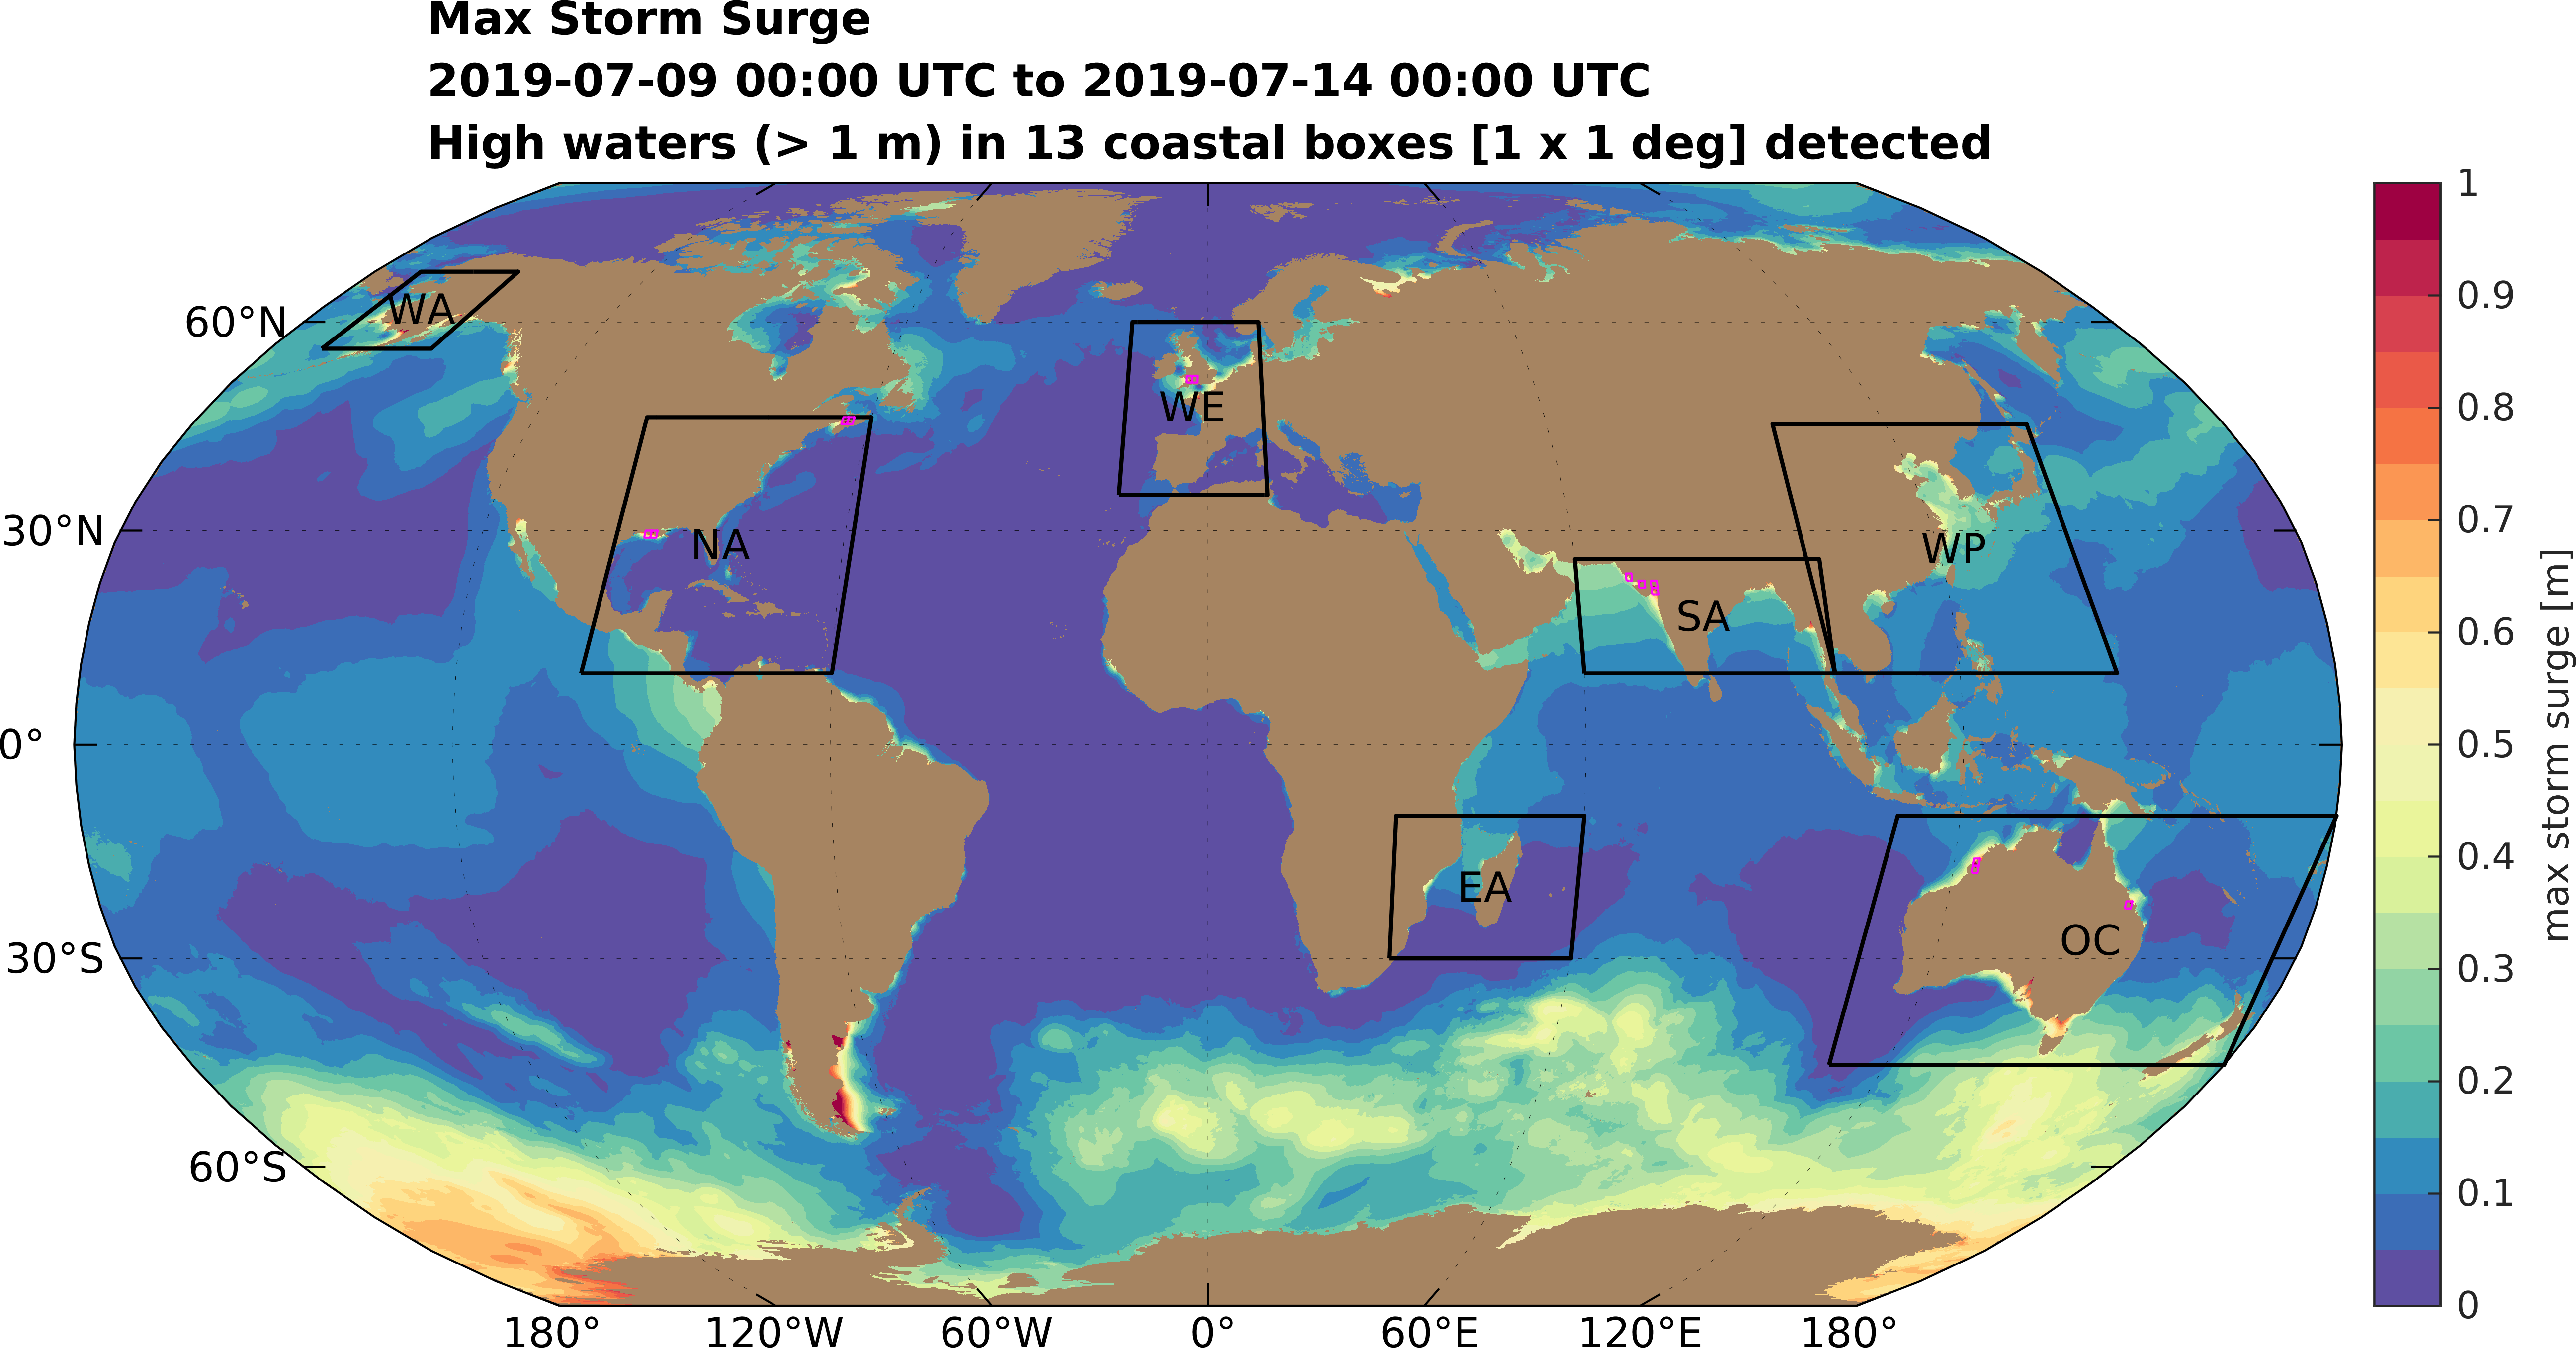 Max Storm Surge
2019-07-09 00:00 UTC to 2019-07-14 00:00 UTC
High waters (> 1 m) in 13 coastal boxes [1 x 1 deg] detected
60°N
30°N
0°
30°S
60°S
WA
WE
NA
WP
SA
EA
OC
180°
120°W
60°W
0°
60°E
120°E
180°
1
0.9
0.8
0.7
0.6
0.5
0.4
0.3
0.2
0.1
0
max storm surge [m]